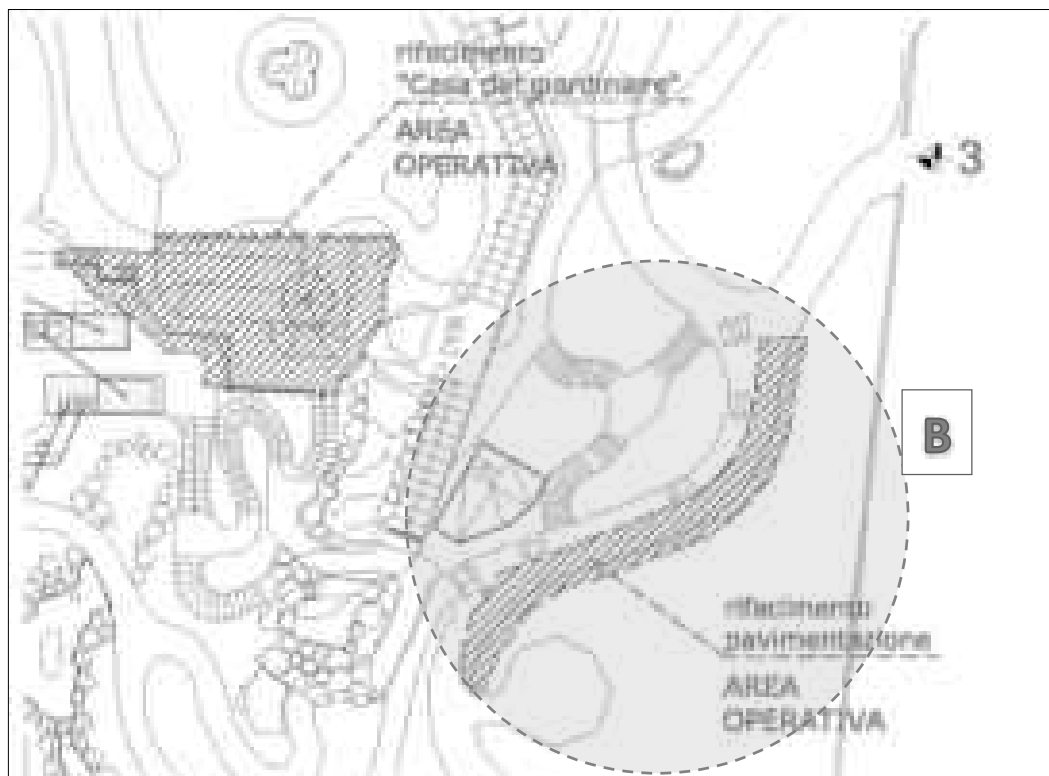 rifacimento
"Casa del giardiniere"
AREA
OPERATIVA
3
B
rifacimento
pavimentazione
AREA
OPERATIVA